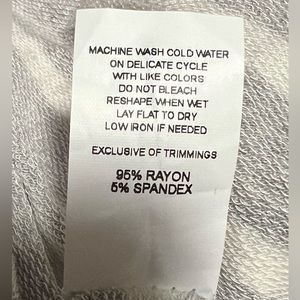 MACHINE WASH COLD WATER
ON DELICATE CYCLE
WITH LIKE COLORS
DO NOT BLEACH
RESHAPE WHEN WET
LAY FLAT TO DRY
LOW IRON IF NEEDED
EXCLUSIVE OF TRIMMINGS
95% RAYON
5% SPANDEX